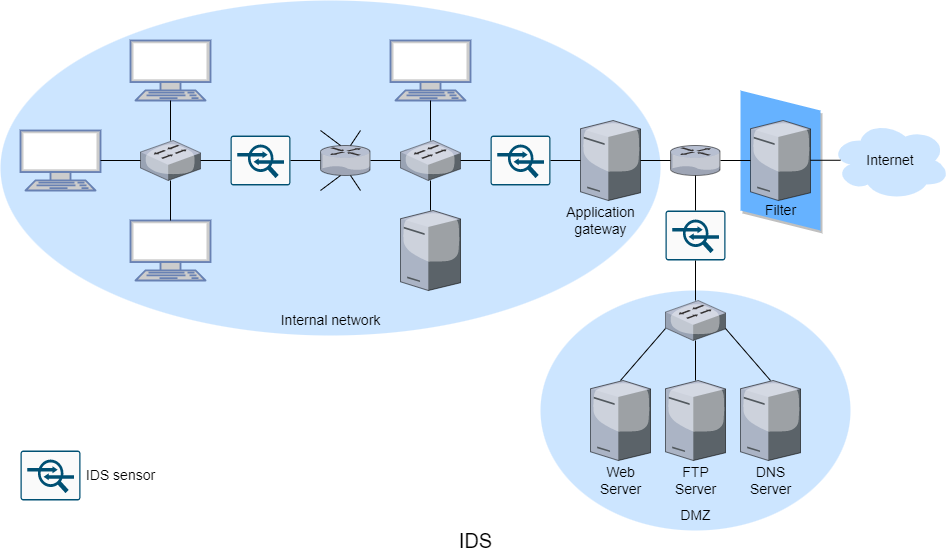 Internet
Filter
Application
gateway
Internal network
IDS sensor
Web
Server
FTP
Server
DNS
Server
DMZ
IDS